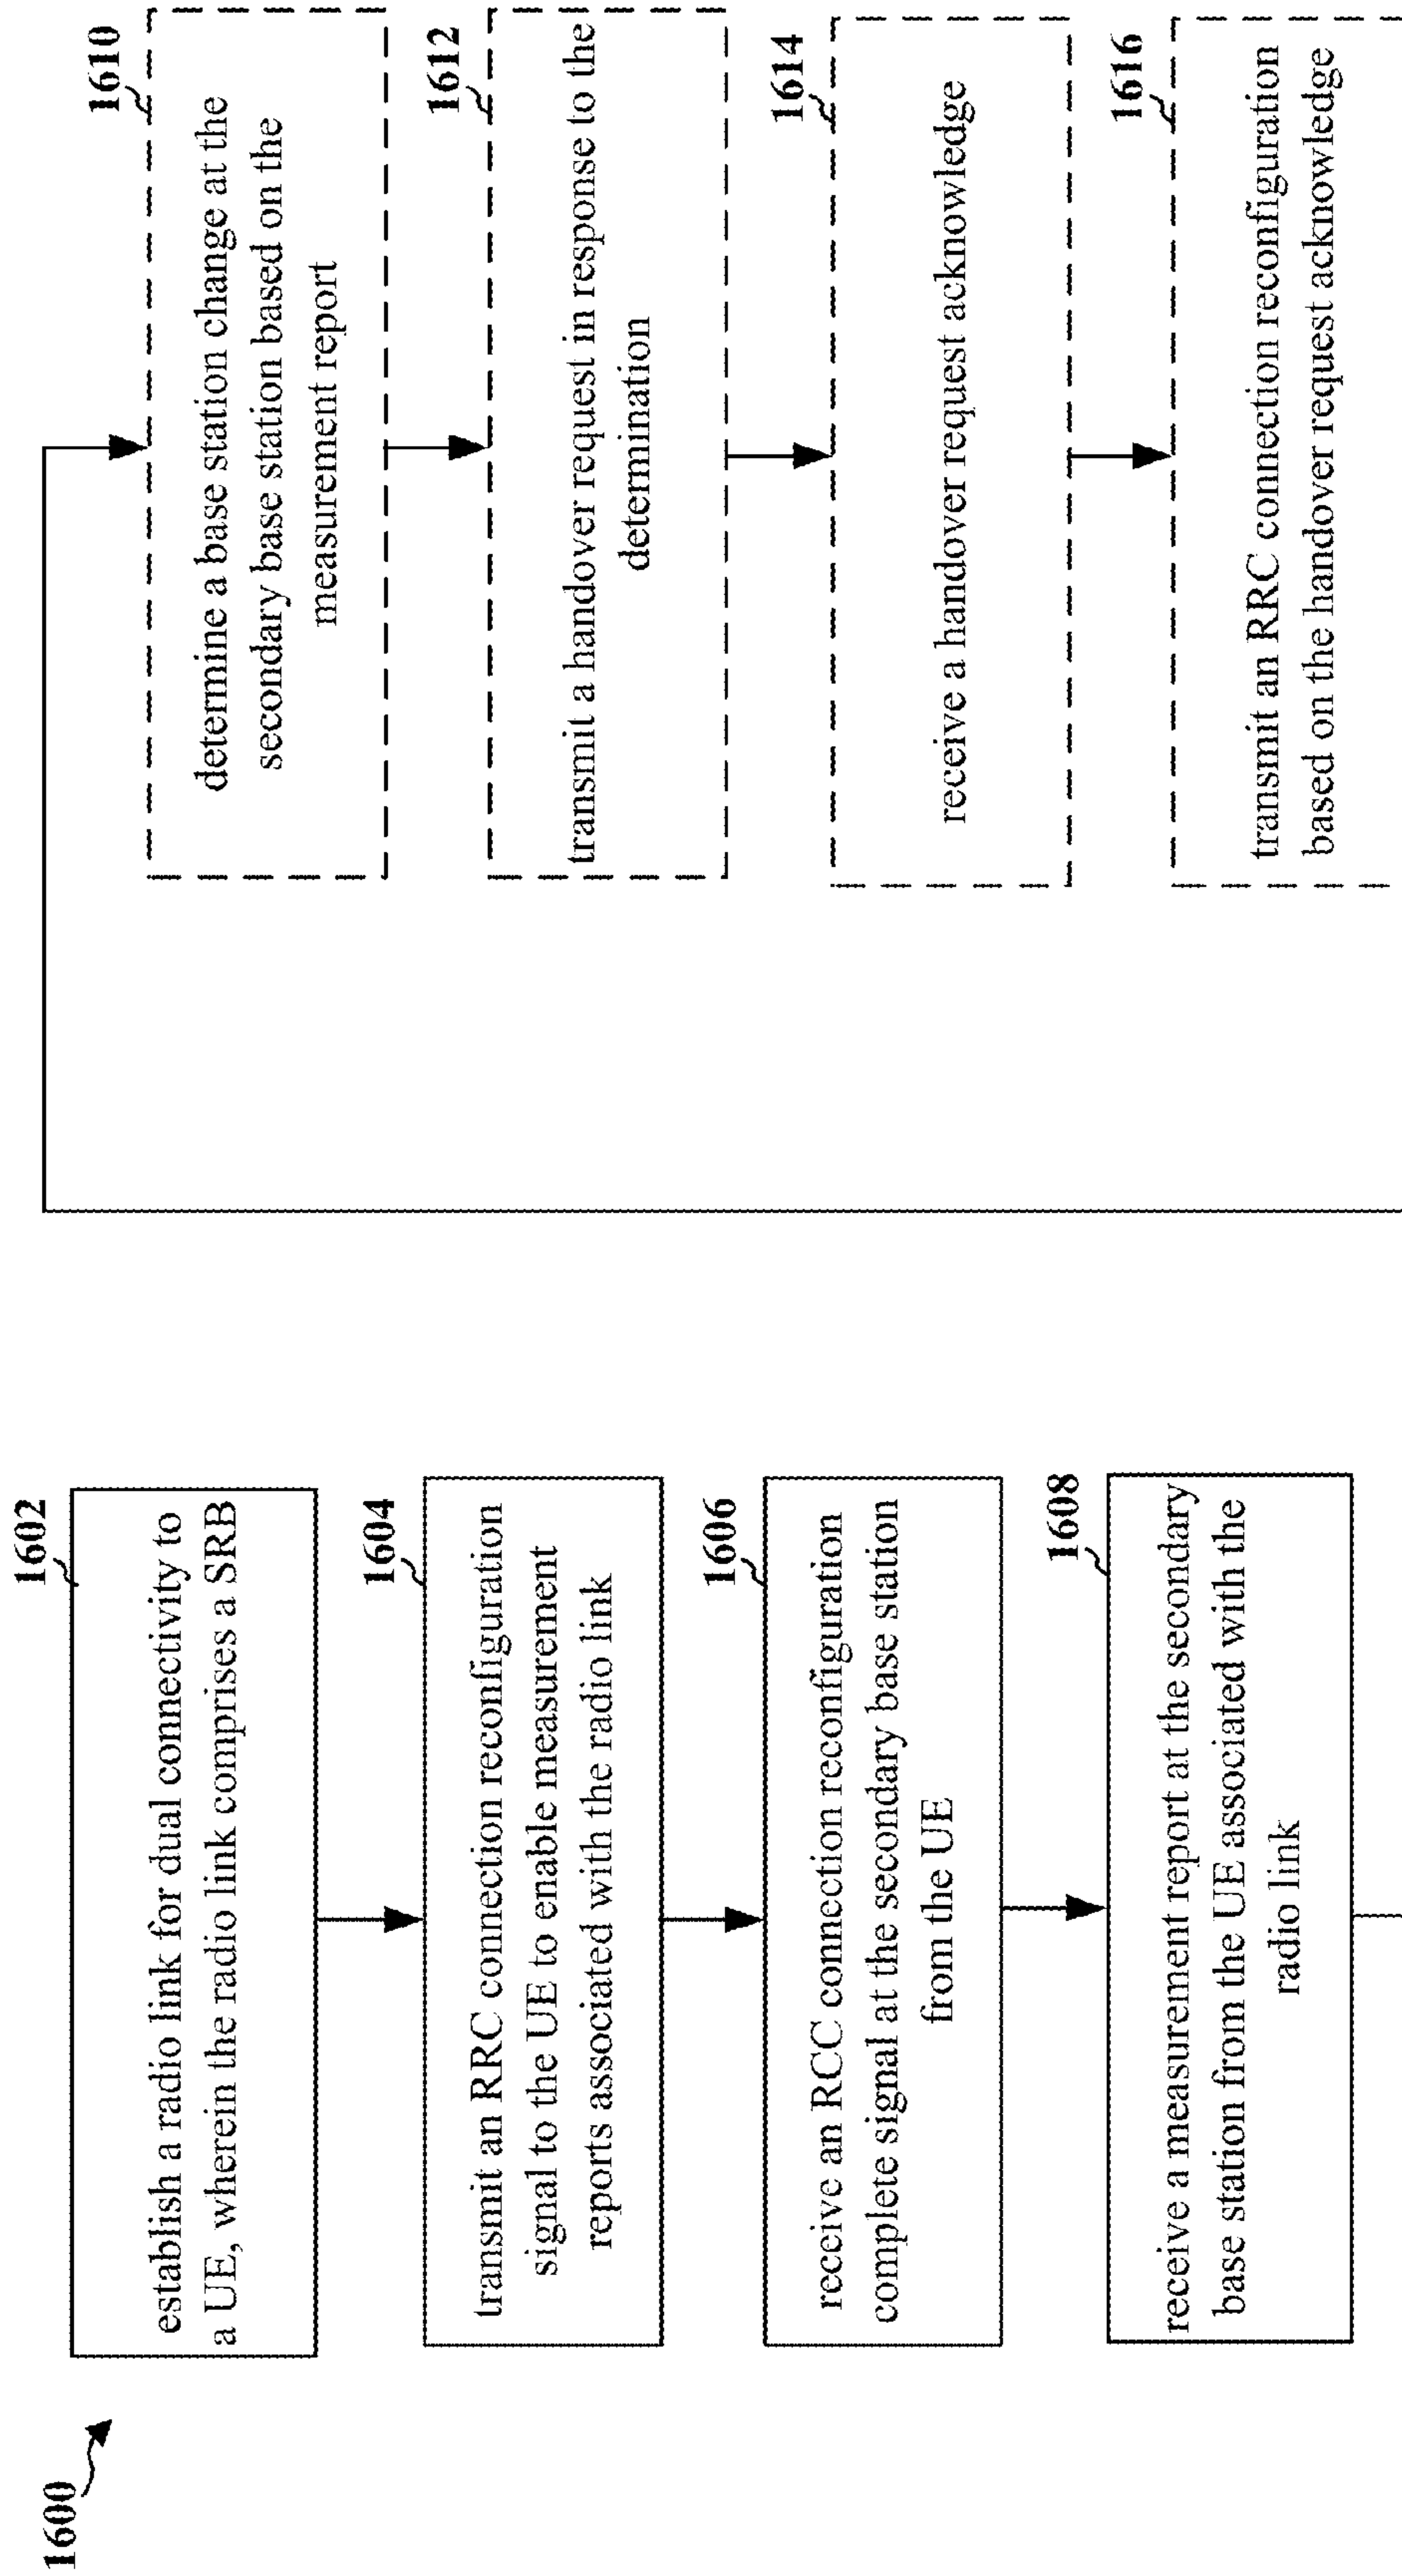 1600
1602
establish a radio link for dual connectivity to
a UE, wherein the radio link comprises a SRB
1604
transmit an RRC connection reconfiguration
signal to the UE to enable measurement
reports associated with the radio link
1606
receive an RCC connection reconfiguration
complete signal at the secondary base station
from the UE
1608
receive a measurement report at the secondary
base station from the UE associated with the
radio link
1610
determine a base station change at the
secondary base station based on the
measurement report
1612
transmit a handover request in response to the
determination
1614
receive a handover request acknowledge
1616
transmit an RRC connection reconfiguration
based on the handover request acknowledge